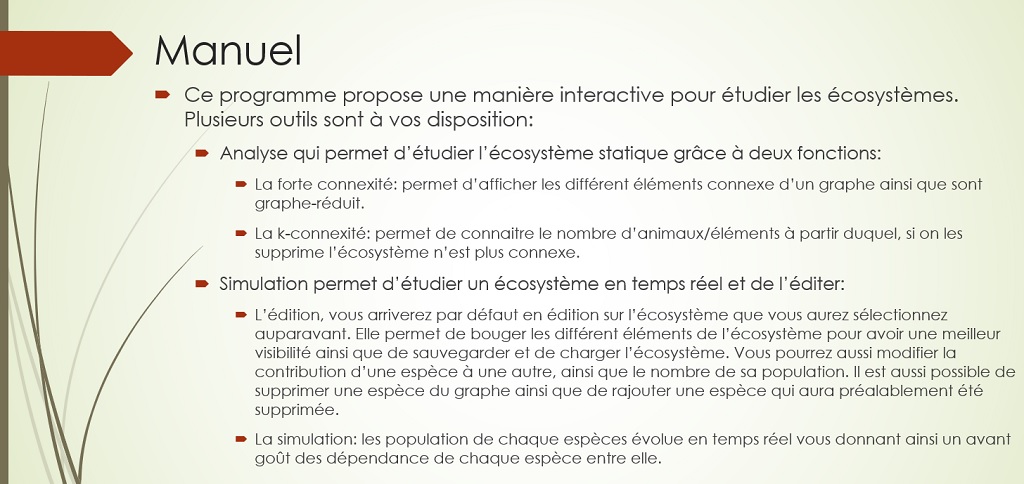 Manuel
Ce programme propose une manière interactive pour étudier les écosystèmes.
Plusieurs outils sont à vos disposition:
Analyse qui permet d'étudier l'écosystème statique grâce à deux fonctions:
La forte connexité: permet d'afficher les différent éléments connexe d'un graphe ainsi que sont
graphe-réduit.
La k-connexité: permet de connaitre le nombre d'animaux/éléments à partir duquel, si on les
supprime l'écosystème n'est plus connexe.
Simulation permet d'étudier un écosystème en temps réel et de l'éditer:
L'édition, vous arriverez par défaut en édition sur l'écosystème que vous aurez sélectionnez
auparavant. Elle permet de bouger les différent éléments de l'écosystème pour avoir une meilleur
visibilité ainsi que de sauvegarder et de charger l'écosystème. Vous pourrez aussi modifier la
contribution d'une espèce à une autre, ainsi que le nombre de sa population. Il est aussi possible de
supprimer une espèce du graphe ainsi que de rajouter une espèce qui aura préalablement été
supprimée.
La simulation: les population de chaque espèces évolue en temps réel vous donnant ainsi un avant
goût des dépendance de chaque espèce entre elle.